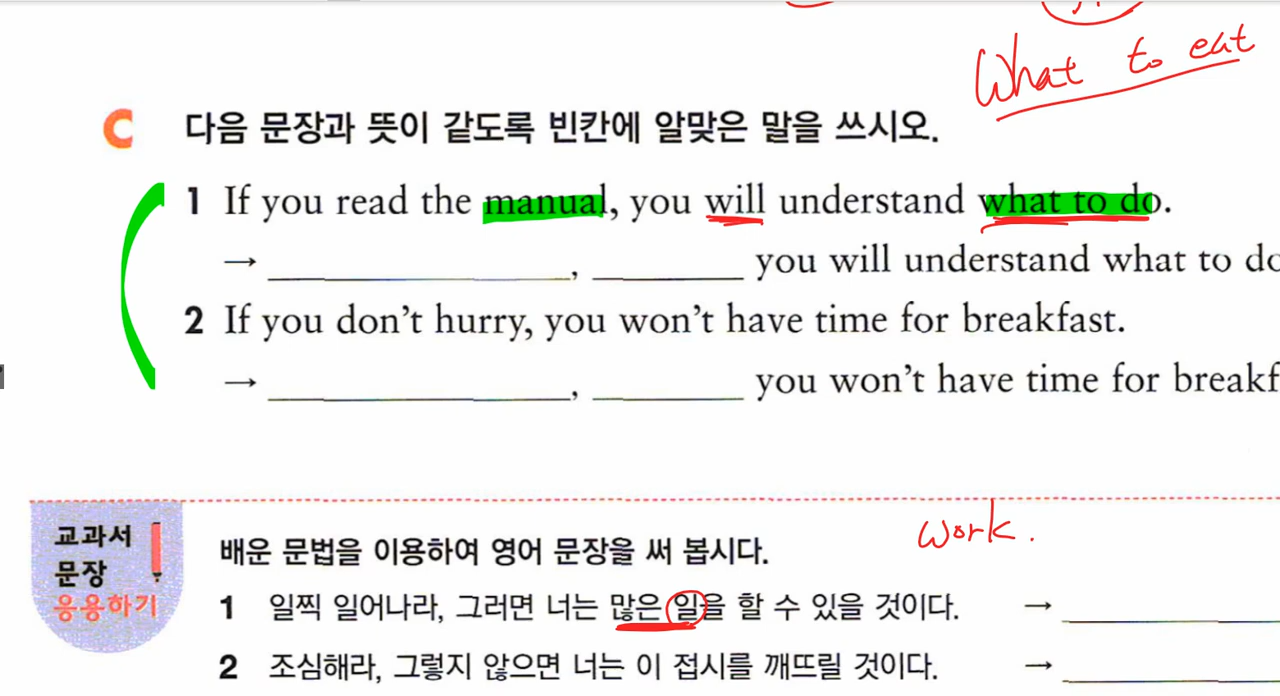 What to eat
C 다음 문장과 뜻이 같도록 빈칸에 알맞은 말을 쓰시오.
1 If you read the manual, you will understand what to do.
→ ____________, ______ you will understand what to do
2 If you don't hurry, you won't have time for breakfast.
→ ____________, ______ you won't have time for breakf
work.
교과서
문장
응용하기
배운 문법을 이용하여 영어 문장을 써 봅시다.
1 일찍 일어나라, 그러면 너는 많은 일을 할 수 있을 것이다. → ______
2 조심해라, 그렇지 않으면 너는 이 접시를 깨뜨릴 것이다. → ______